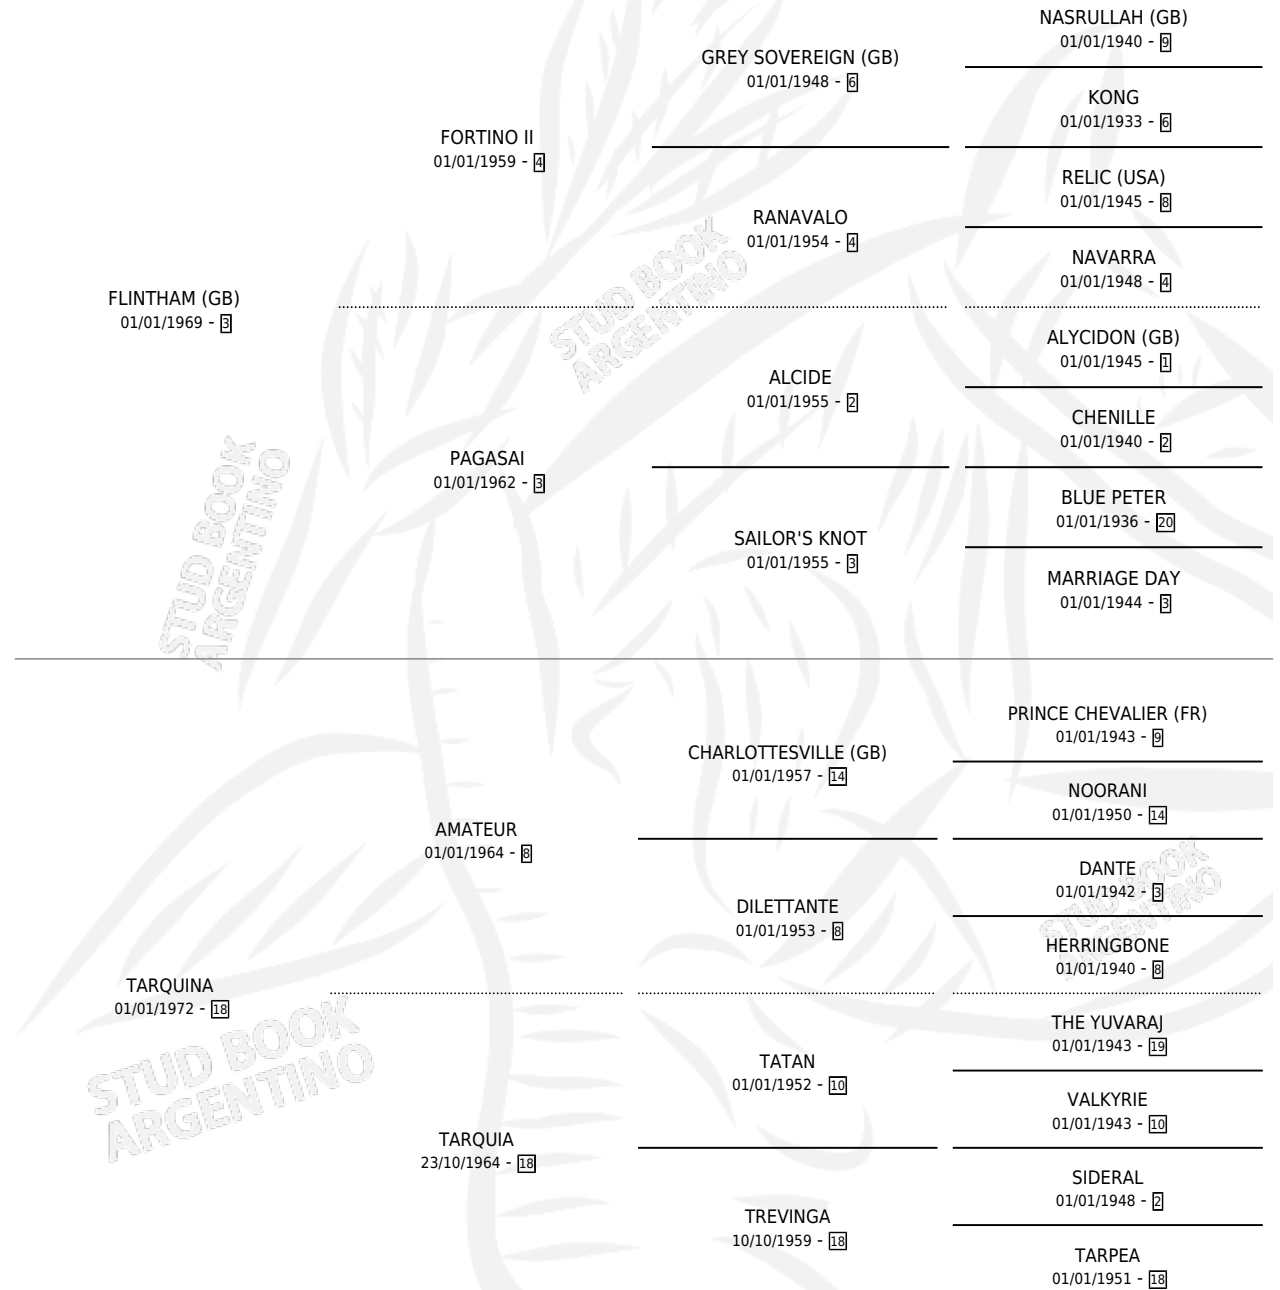 NASRULLAH (GB)
01/01/1940 - 9
GREY SOVEREIGN (GB)
01/01/1948 - 6
KONG
01/01/1933 - 6
FORTINO II
01/01/1959 - 4
RELIC (USA)
01/01/1945 - 8
RANAVALO
01/01/1954 - 4
NAVARRA
01/01/1948 - 4
FLINTHAM (GB)
01/01/1969 - 3
ALYCIDON (GB)
01/01/1945 - 1
ALCIDE
01/01/1955 - 2
CHENILLE
01/01/1940 - 2
PAGASAI
01/01/1962 - 3
BLUE PETER
01/01/1936 - 20
SAILOR'S KNOT
01/01/1955 - 3
MARRIAGE DAY
01/01/1944 - 3
STUD BOOK
ARGENTINO
STUD BOOK
ARGENTINO
PRINCE CHEVALIER (FR)
01/01/1943 - 9
CHARLOTTESVILLE (GB)
01/01/1957 - 14
NOORANI
01/01/1950 - 14
AMATEUR
01/01/1964 - 8
DANTE
01/01/1942 - 3
DILETTANTE
01/01/1953 - 8
HERRINGBONE
01/01/1940 - 8
TARQUINA
01/01/1972 - 18
THE YUVARAJ
01/01/1943 - 19
TATAN
01/01/1952 - 10
VALKYRIE
01/01/1943 - 10
TARQUIA
23/10/1964 - 18
SIDERAL
01/01/1948 - 2
TREVINGA
10/10/1959 - 18
TARPEA
01/01/1951 - 18
STUD BOOK
ARGENTINO
STUD BOOK
ARGENTINO